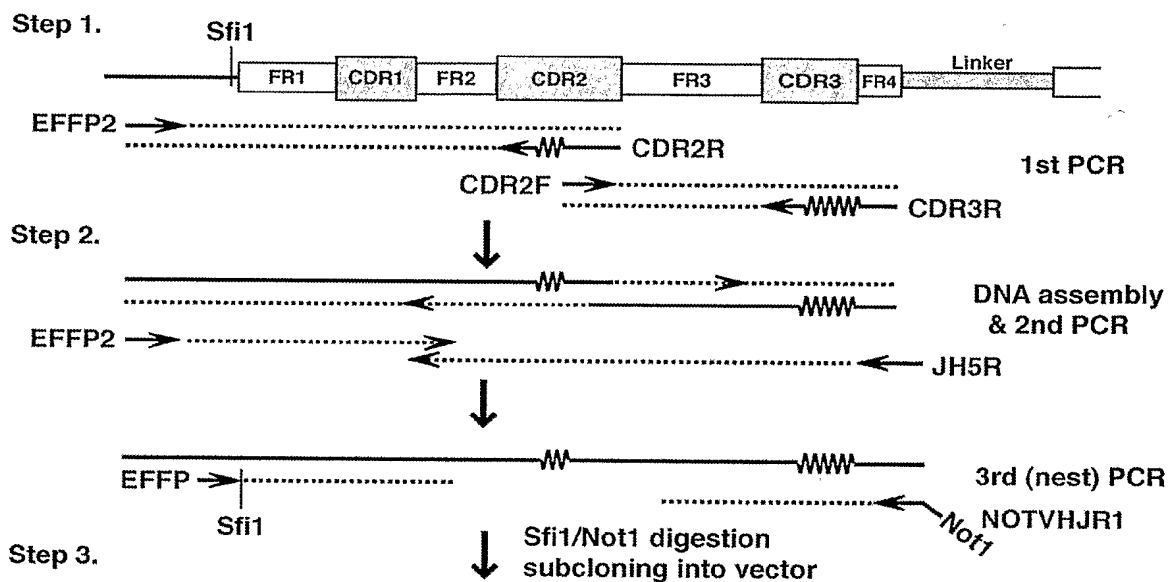 Step 1.
Sfi1
FR1 CDR1 FR2 CDR2 FR3 CDR3 FR4 Linker
EFFP2
CDR2R
1st PCR
CDR2F
CDR3R
Step 2.
DNA assembly
& 2nd PCR
EFFP2
JH5R
EFFP
Sfi1
3rd (nest) PCR
NOTVHJR1
Not1
Step 3.
Sfi1/Not1 digestion
subcloning into vector